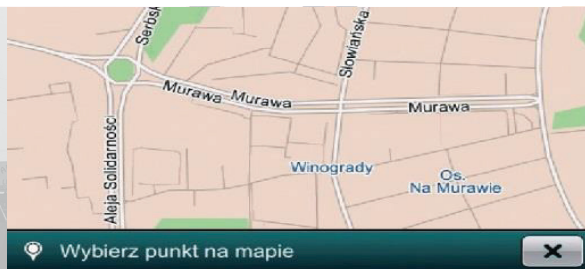 Serbsk
Słowiańska
Murawa Murawa
Murawa
Aleja Solidarności
Winogrady
Os.
Na Murawie
Wybierz punkt na mapie